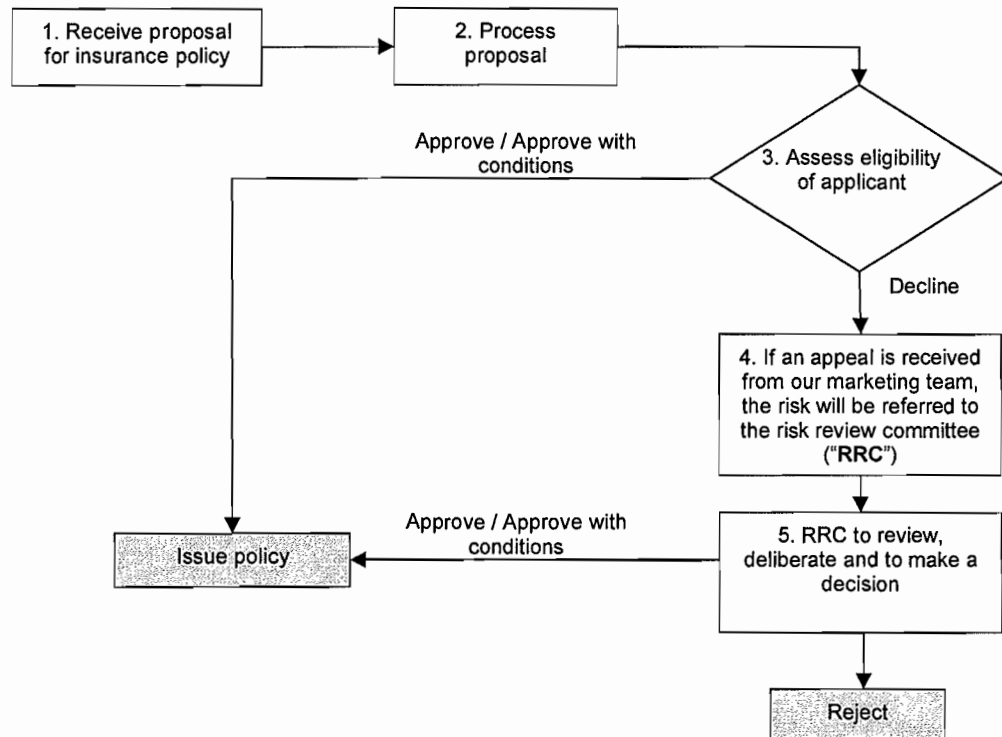 1. Receive proposal
for insurance policy
2. Process
proposal
Approve / Approve with
conditions
3. Assess eligibility
of applicant
Decline
4. If an appeal is received
from our marketing team,
the risk will be referred to
the risk review committee
(“RRC”)
Approve / Approve with
conditions
Issue policy
5. RRC to review,
deliberate and to make a
decision
Reject